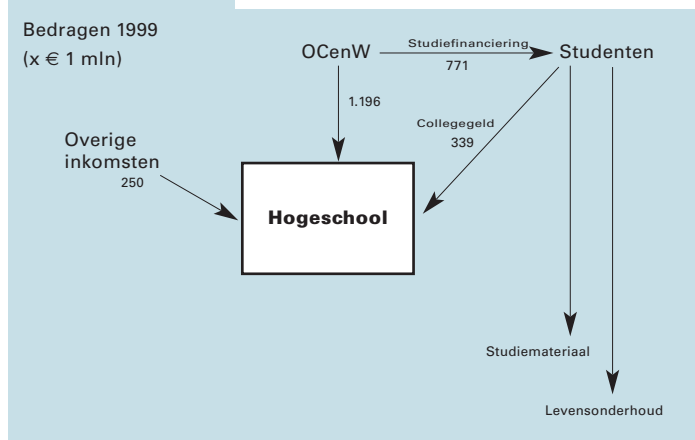 Bedragen 1999
(x € 1 mln)
OCenW
Studiefinanciering
771
Studenten
1.196
Collegegeld
339
Overige
inkomsten
250
Hogeschool
Studiemateriaal
Levensonderhoud